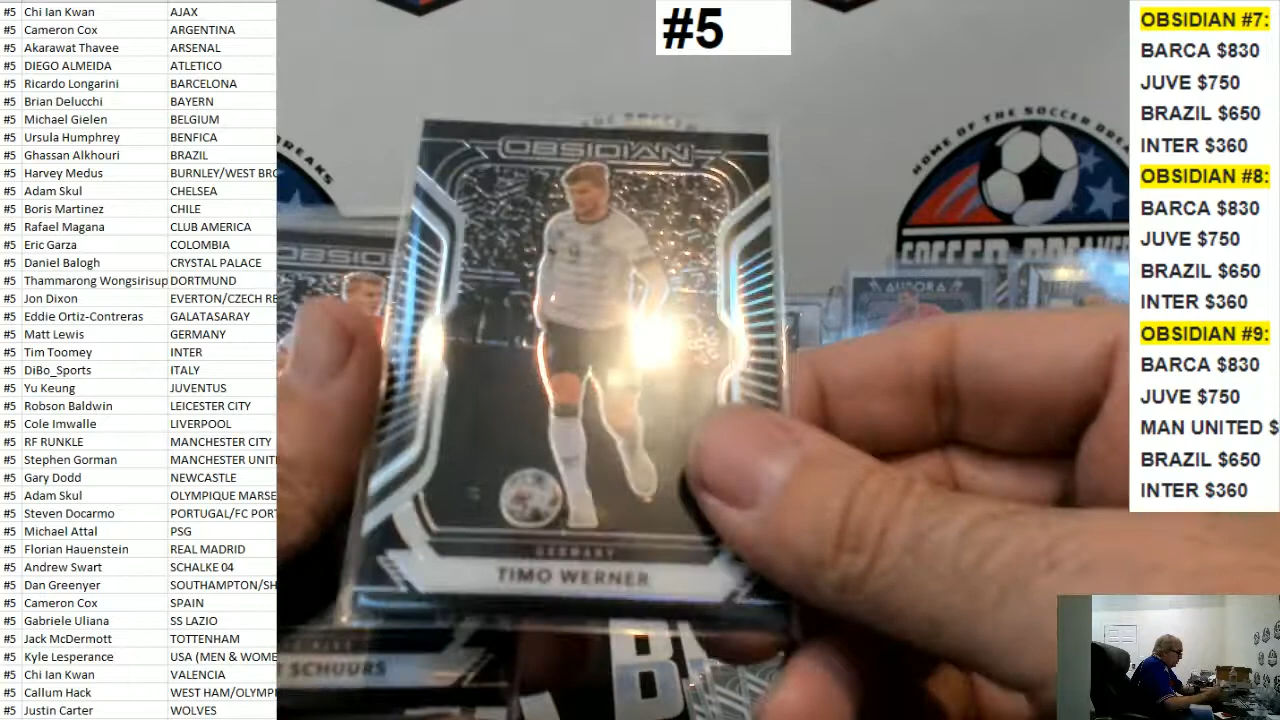 #5 Chi Ian Kwan AJAX
#5 Cameron Cox ARGENTINA
#5 Akarawat Thavee ARSENAL
#5 DIEGO ALMEIDA ATLETICO
#5 Ricardo Longarini BARCELONA
#5 Brian Delucchi BAYERN
#5 Michael Gielen BELGIUM
#5 Ursula Humphrey BENFICA
#5 Ghassan Alkhouri BRAZIL
#5 Harvey Medus BURNLEY/WEST BRO
#5 Adam Skul CHELSEA
#5 Boris Martinez CHILE
#5 Rafael Magana CLUB AMERICA
#5 Eric Garza COLOMBIA
#5 Daniel Balogh CRYSTAL PALACE
#5 Thammarong Wongsirisup DORTMUND
#5 Jon Dixon EVERTON/CZECH RE
#5 Eddie Ortiz-Contreras GALATASARAY
#5 Matt Lewis GERMANY
#5 Tim Toomey INTER
#5 DiBo_Sports ITALY
#5 Yu Keung JUVENTUS
#5 Robson Baldwin LEICESTER CITY
#5 Cole Imwalle LIVERPOOL
#5 RF RUNKLE MANCHESTER CITY
#5 Stephen Gorman MANCHESTER UNIT
#5 Gary Dodd NEWCASTLE
#5 Adam Skul OLYMPIQUE MARSE
#5 Steven Docarmo PORTUGAL/FC POR
#5 Michael Attal PSG
#5 Florian Hauenstein REAL MADRID
#5 Andrew Swart SCHALKE 04
#5 Dan Greenyer SOUTHAMPTON/SH
#5 Cameron Cox SPAIN
#5 Gabriele Uliana SS LAZIO
#5 Jack McDermott TOTTENHAM
#5 Kyle Lesperance USA (MEN & WOME
#5 Chi Ian Kwan VALENCIA
#5 Callum Hack WEST HAM/OLYMPI
#5 Justin Carter WOLVES
#5
OBSIDIAN
GERMANY
TIMO WERNER
SCHUURS
AURORA
HOME OF THE SOCCER BREA
SOCCER BREAKER
OBSIDIAN #7:
BARCA $830
JUVE $750
BRAZIL $650
INTER $360
OBSIDIAN #8:
BARCA $830
JUVE $750
BRAZIL $650
INTER $360
OBSIDIAN #9:
BARCA $830
JUVE $750
MAN UNITED $
BRAZIL $650
INTER $360